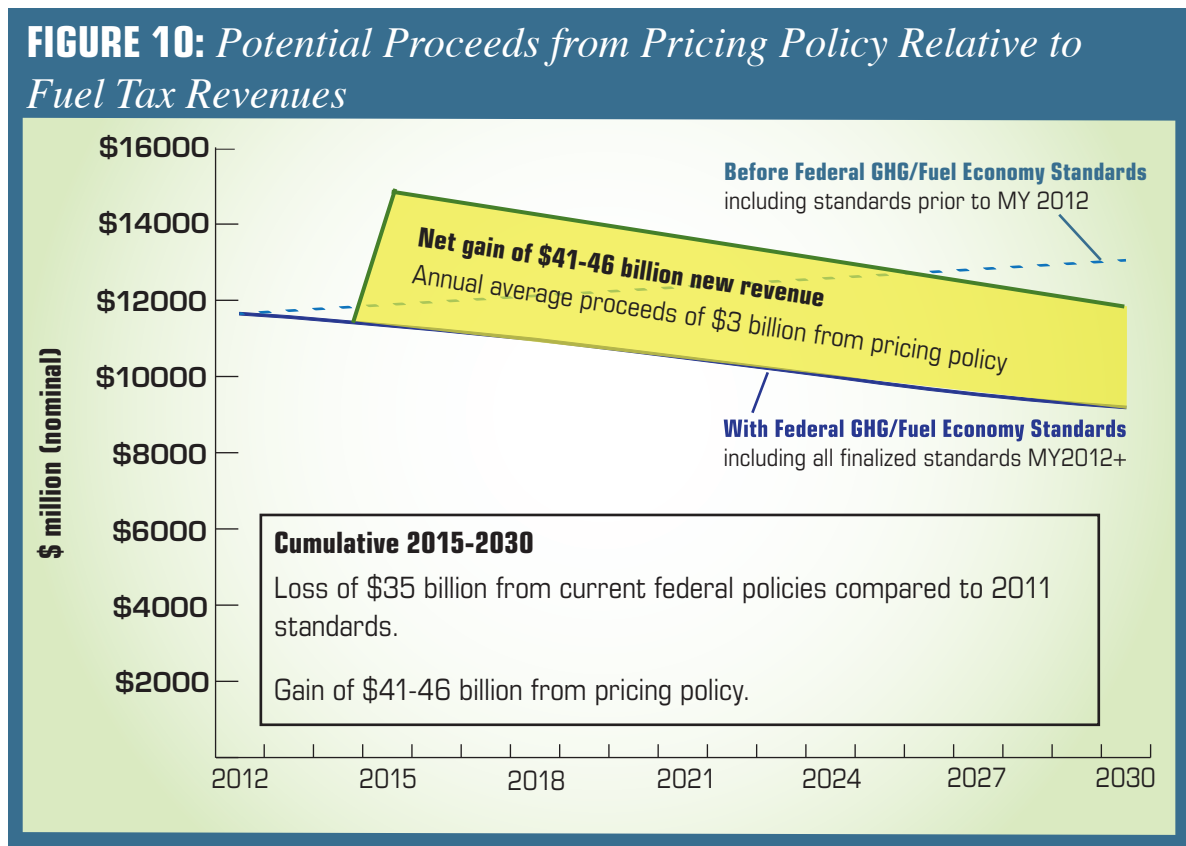 FIGURE 10: Potential Proceeds from Pricing Policy Relative to
Fuel Tax Revenues
$16000
$14000
$12000
$10000
$8000
$6000
$4000
$2000
$ million (nominal)
Before Federal GHG/Fuel Economy Standards
including standards prior to MY 2012
Net gain of $41-46 billion new revenue
Annual average proceeds of $3 billion from pricing policy
With Federal GHG/Fuel Economy Standards
including all finalized standards MY2012+
Cumulative 2015-2030
Loss of $35 billion from current federal policies compared to 2011
standards.
Gain of $41-46 billion from pricing policy.
2012 2015 2018 2021 2024 2027 2030